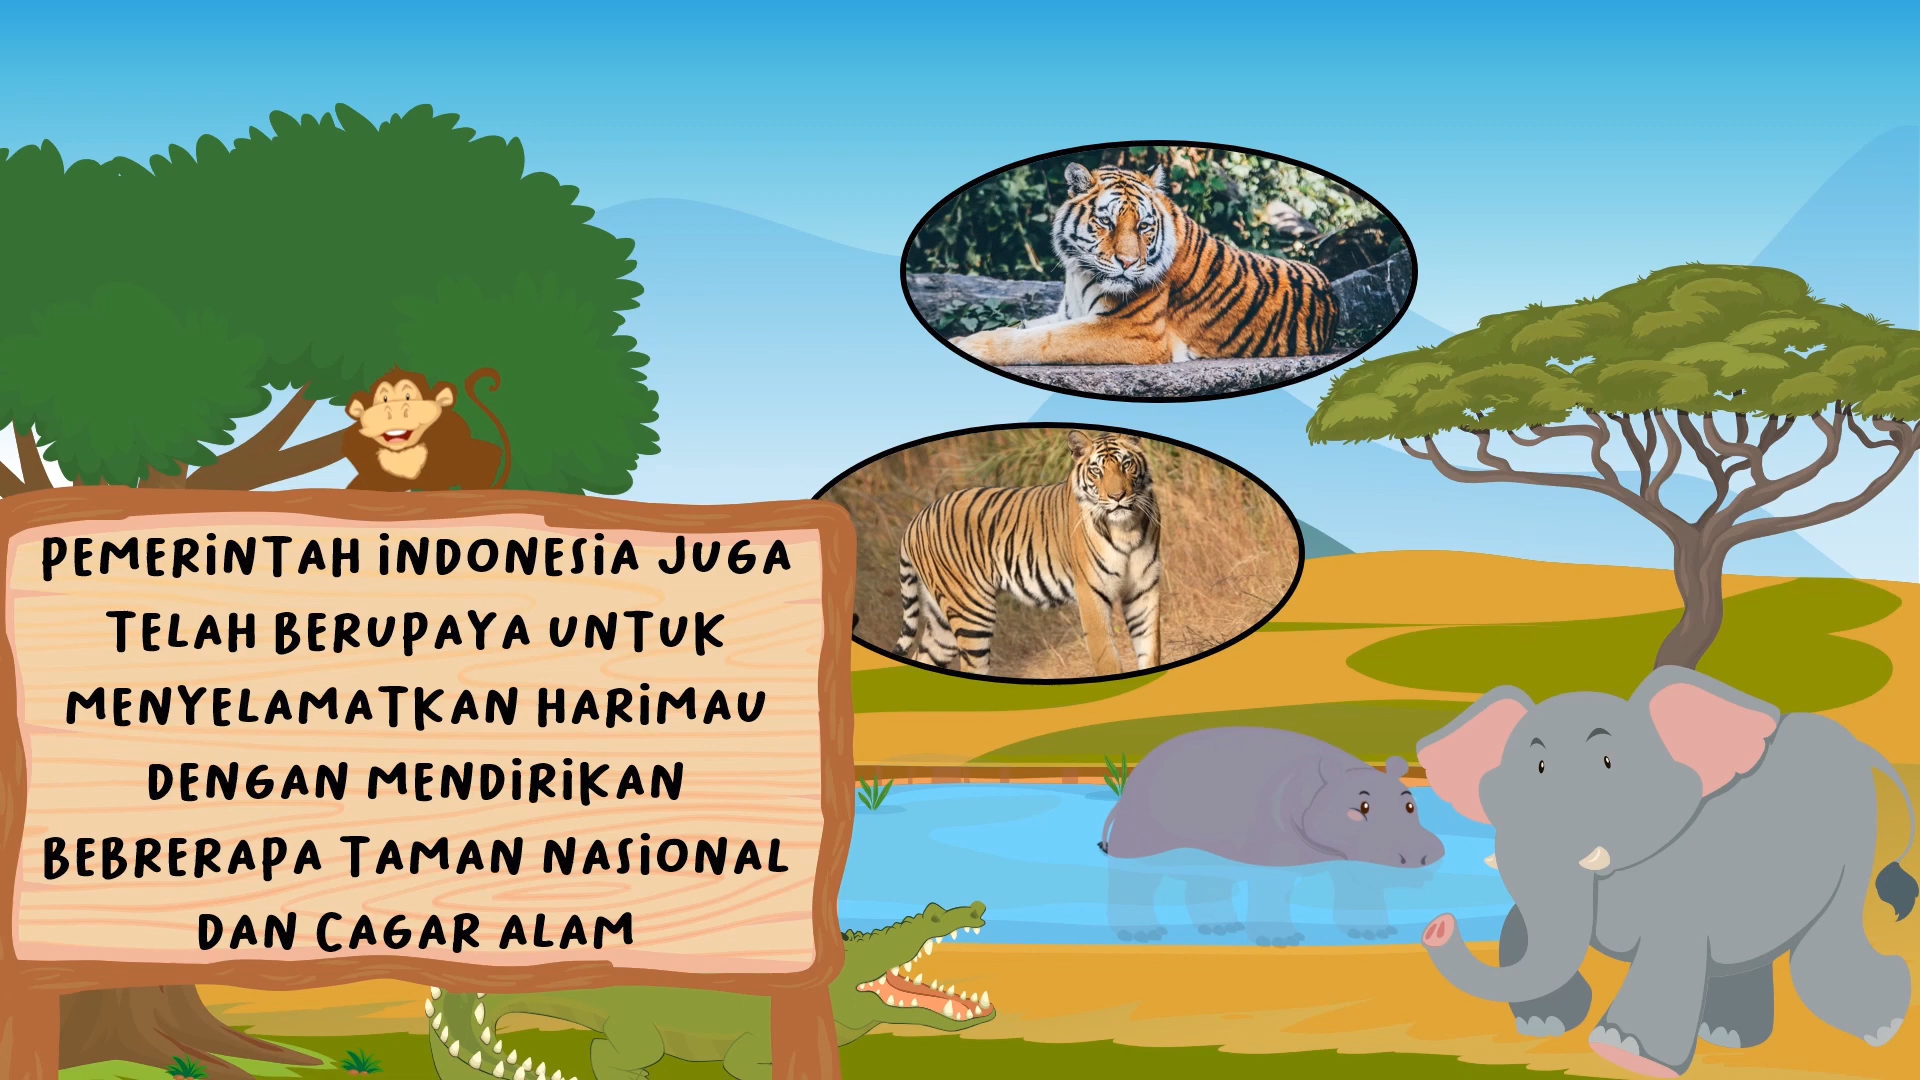 PEMERINTAH INDONESIA JUGA
TELAH BERUPAYA UNTUK
MENYELAMATKAN HARIMAU
DENGAN MENDIRIKAN
BEBRERAPA TAMAN NASIONAL
DAN CAGAR ALAM